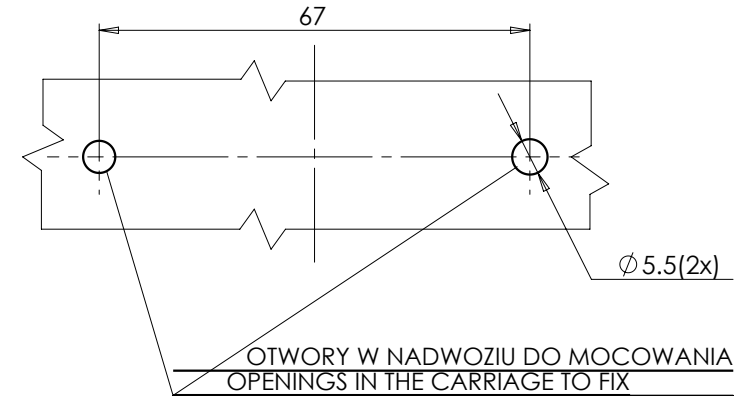 67
∅5.5(2x)
OTWORY W NADWOZIU DO MOCOWANIA
OPENINGS IN THE CARRIAGE TO FIX